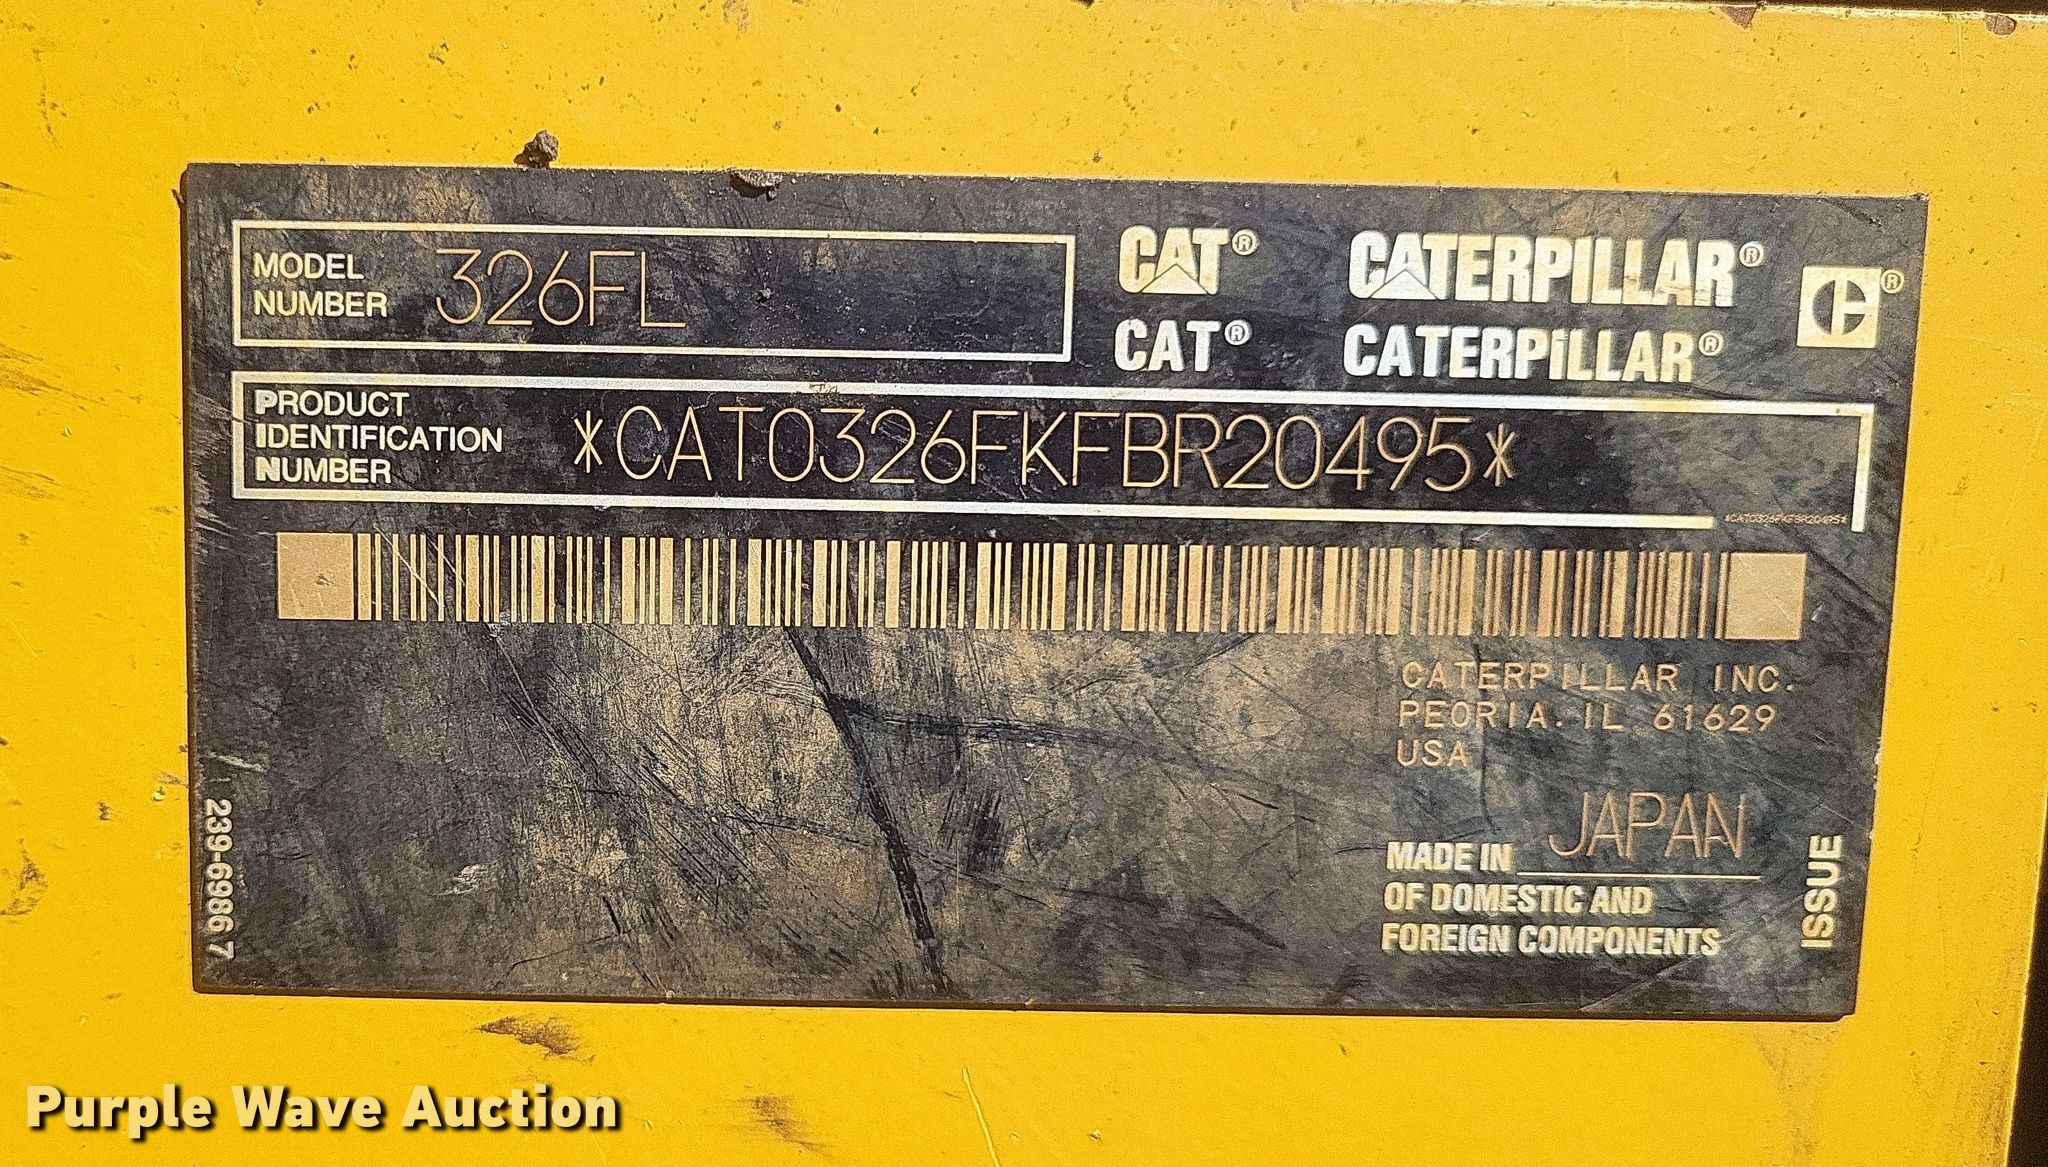 MODEL NUMBER 326FL
CAT® CATERPILLAR® ®
CAT® CATERPILLAR®
PRODUCT IDENTIFICATION NUMBER *CAT0326FKFBR20495*
*CAT0326FKFBR20495*
CATERPILLAR INC.
PEORIA. IL 61629
USA
MADE IN JAPAN
OF DOMESTIC AND
FOREIGN COMPONENTS
ISSUE
239-6986 7
Purple Wave Auction